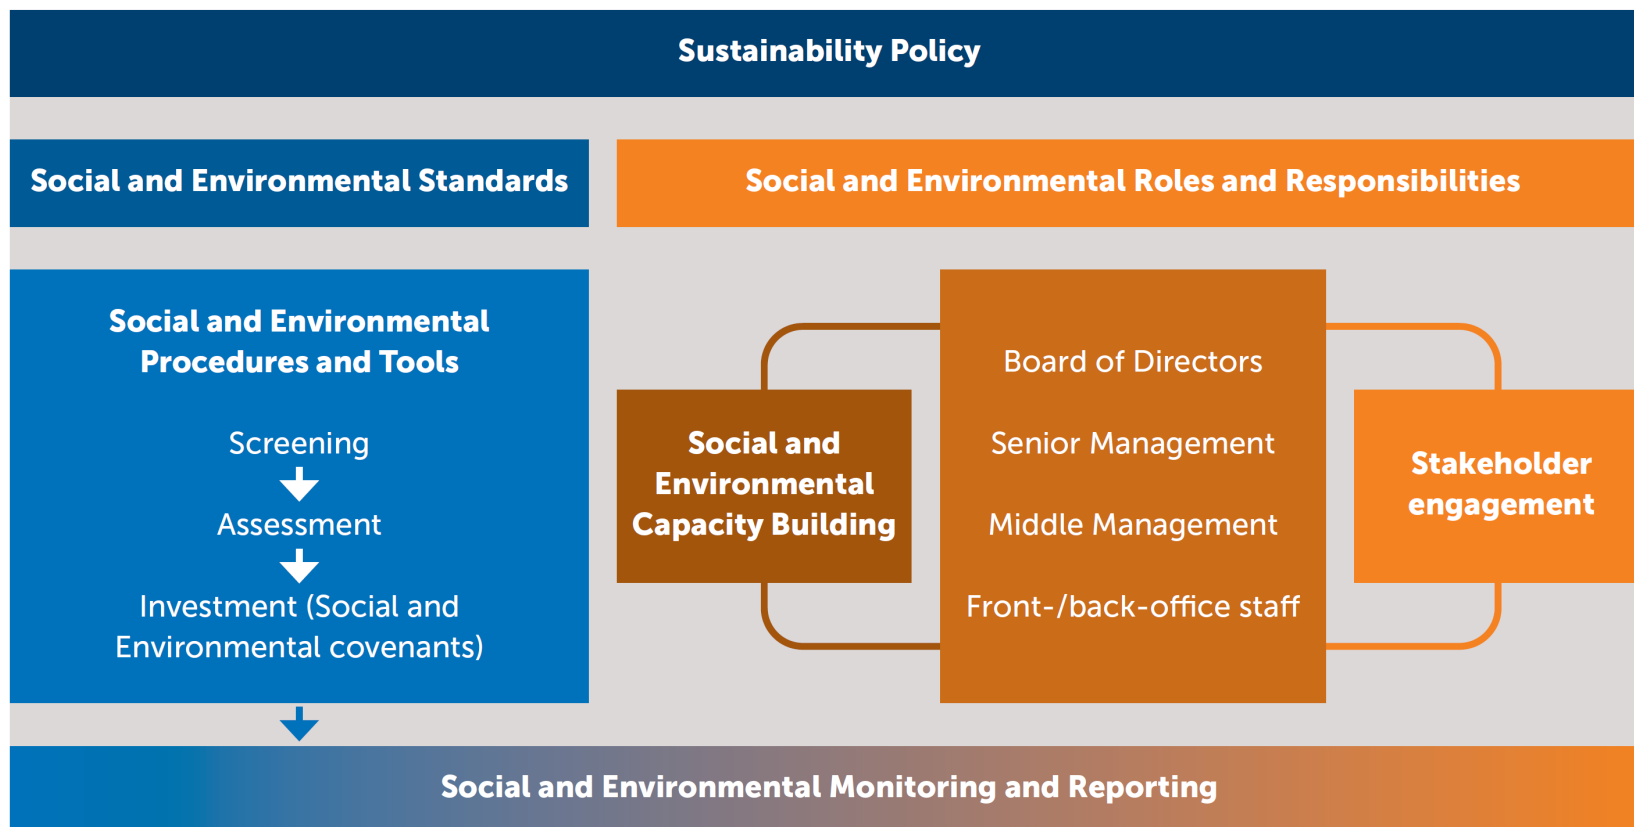 Sustainability Policy
Social and Environmental Standards
Social and Environmental Roles and Responsibilities
Social and Environmental
Procedures and Tools
Screening
Assessment
Investment (Social and
Environmental covenants)
Social and
Environmental
Capacity Building
Board of Directors
Senior Management
Middle Management
Front-/back-office staff
Stakeholder
engagement
Social and Environmental Monitoring and Reporting